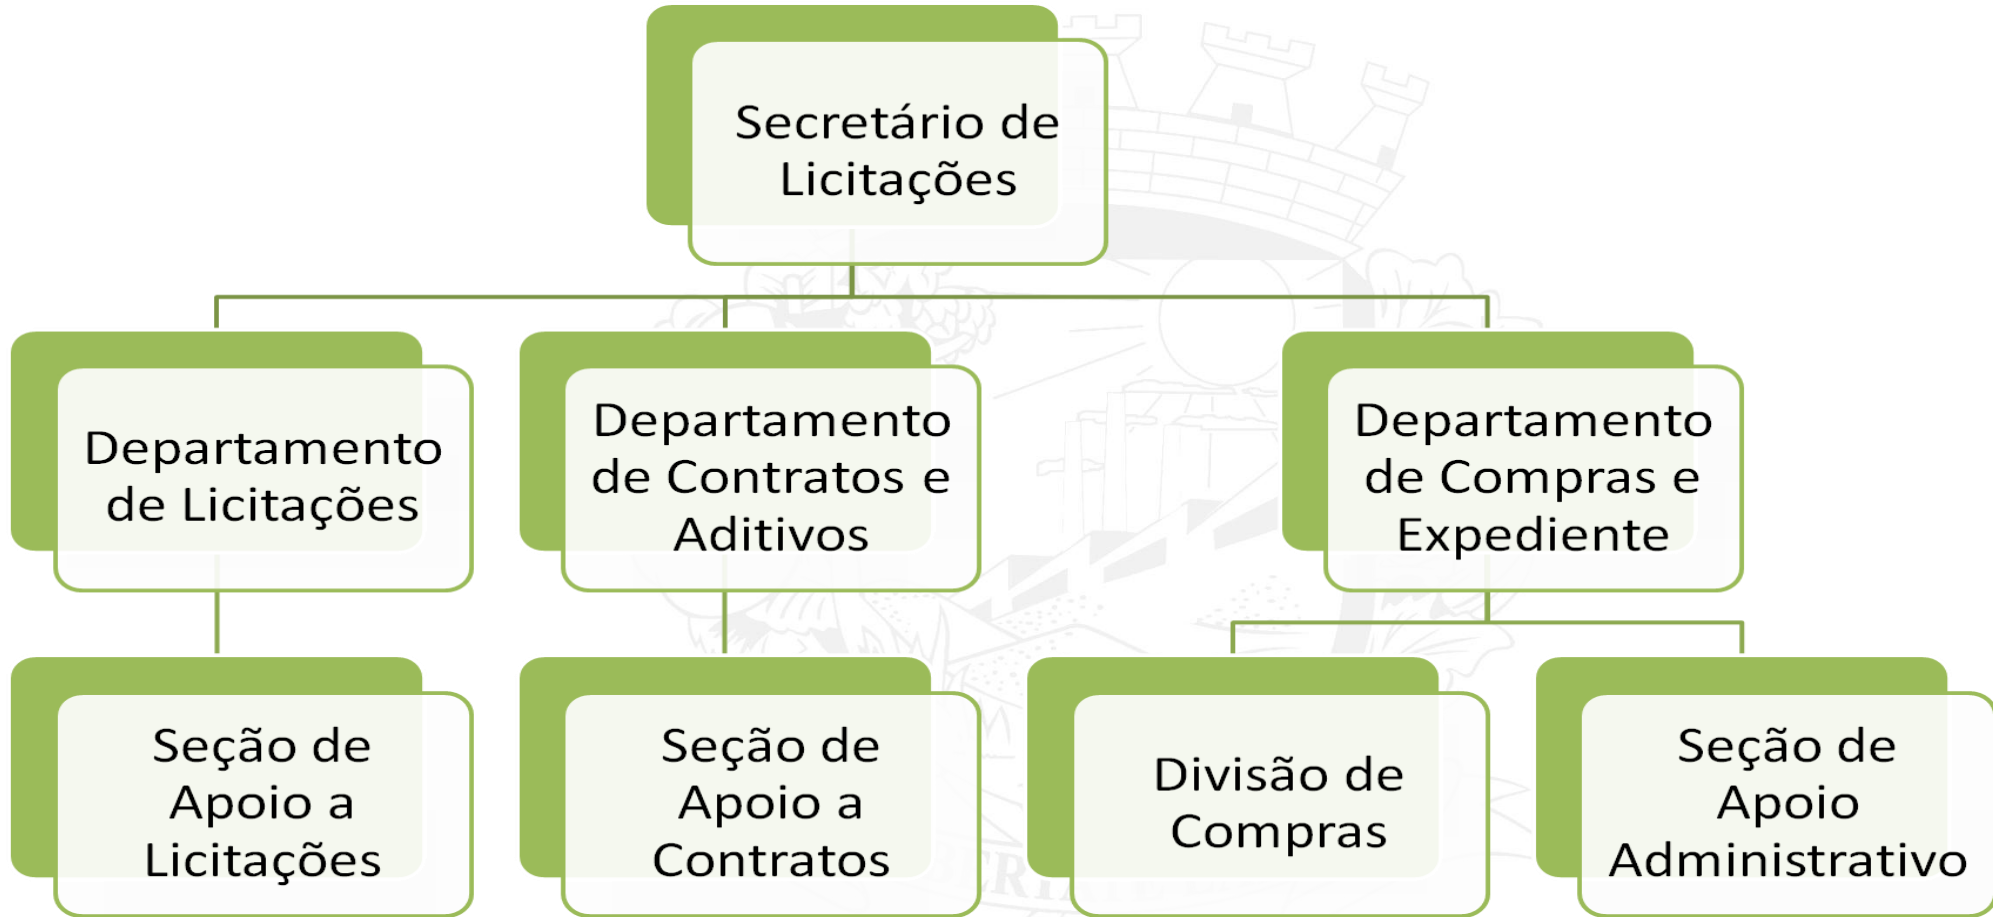 Secretário de
Licitações
Departamento
de Licitações
Departamento
de Contratos e
Aditivos
Departamento
de Compras e
Expediente
Seção de
Apoio a
Licitações
Seção de
Apoio a
Contratos
Divisão de
Compras
Seção de
Apoio
Administrativo